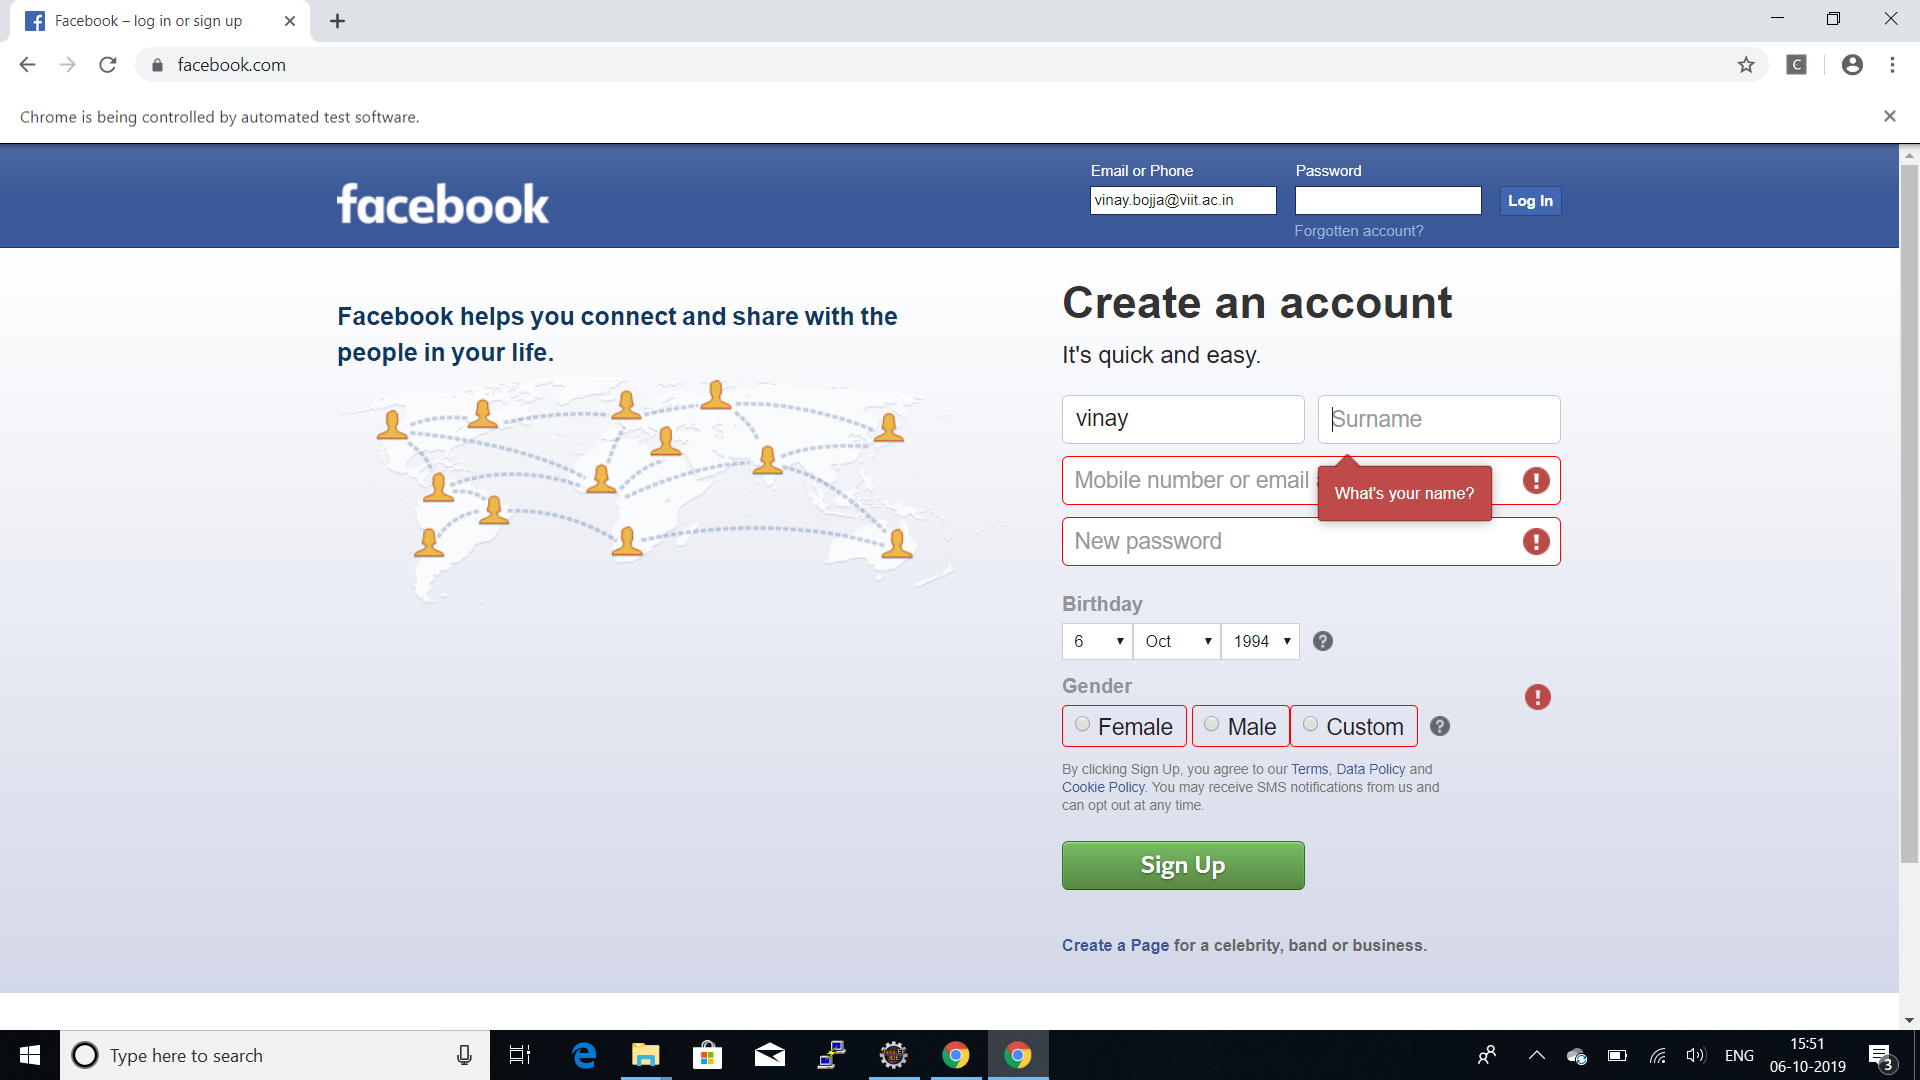 Facebook – log in or sign up
facebook.com
C
Chrome is being controlled by automated test software.
facebook
Email or Phone
Password
vinay.bojja@viit.ac.in
Log In
Forgotten account?
Facebook helps you connect and share with the
people in your life.
Create an account
It's quick and easy.
vinay
Surname
Mobile number or email
What's your name?
New password
Birthday
6
Oct
1994
Gender
Female
Male
Custom
By clicking Sign Up, you agree to our Terms, Data Policy and
Cookie Policy. You may receive SMS notifications from us and
can opt out at any time.
Sign Up
Create a Page for a celebrity, band or business.
Type here to search
ENG
15:51
06-10-2019
3